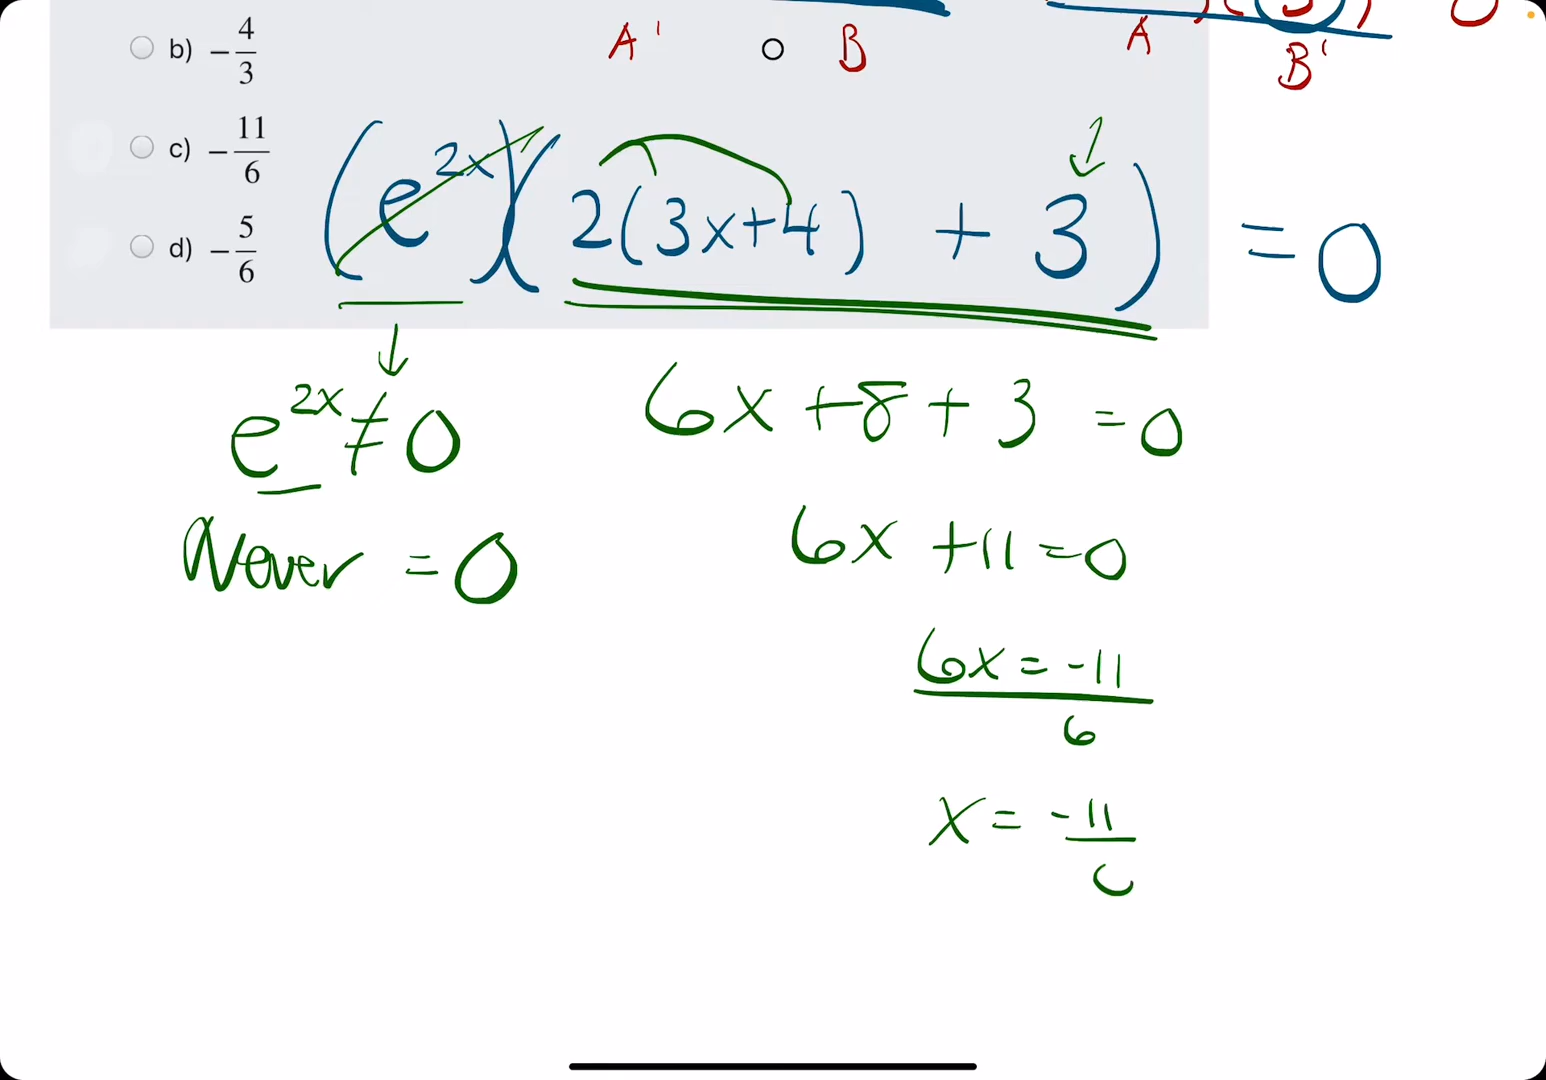 b) -4/3
A' B
A B'
c) -11/6
d) -5/6
(e^2x)(2(3x+4) + 3) = 0
e^2x ≠ 0
6x + 8 + 3 = 0
Never = 0
6x + 11 = 0
6x = -11
6
x = -11